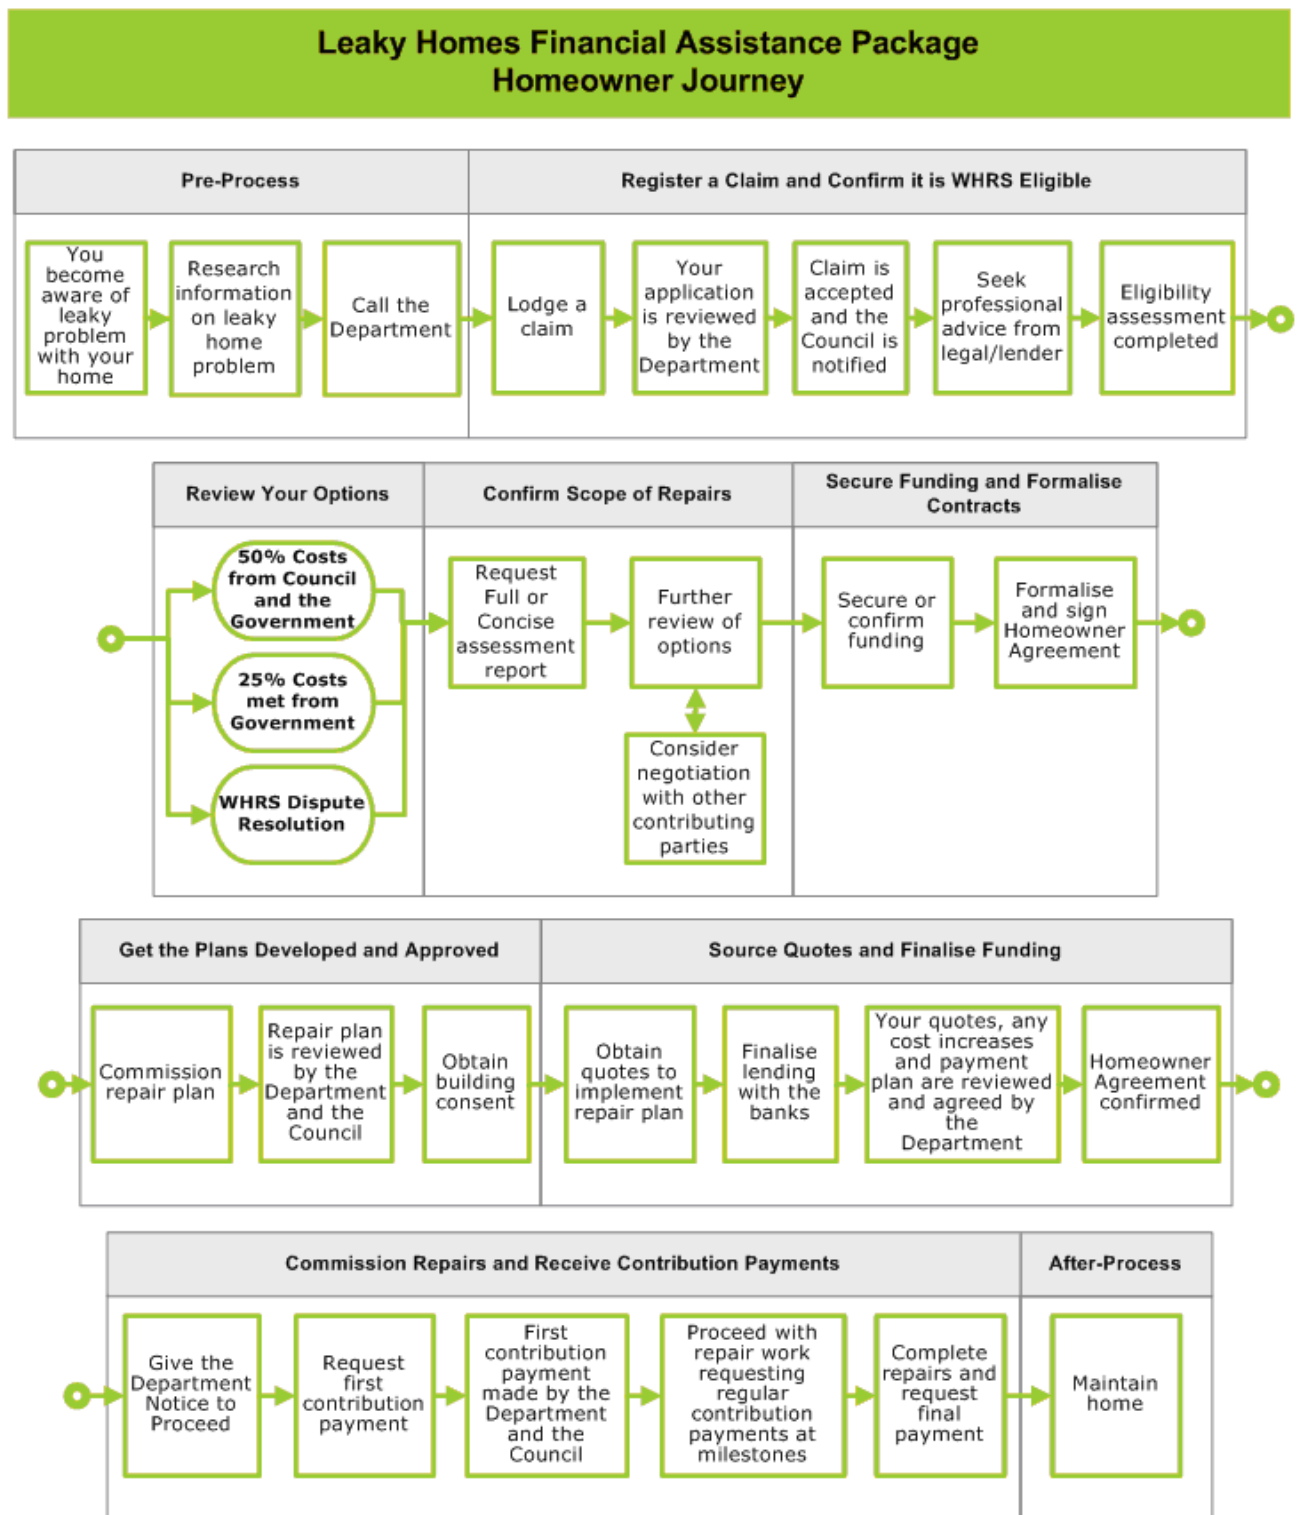 Leaky Homes Financial Assistance Package
Homeowner Journey
Pre-Process
Register a Claim and Confirm it is WHRS Eligible
You
become
aware of
leaky
problem
with your
home
Research
information
on leaky
home
problem
Call the
Department
Lodge a
claim
Your
application
is reviewed
by the
Department
Claim is
accepted
and the
Council is
notified
Seek
professional
advice from
legal/lender
Eligibility
assessment
completed
Review Your Options
Confirm Scope of Repairs
Secure Funding and Formalise
Contracts
50% Costs
from Council
and the
Government
25% Costs
met from
Government
WHRS Dispute
Resolution
Request
Full or
Concise
assessment
report
Further
review of
options
Consider
negotiation
with other
contributing
parties
Secure or
confirm
funding
Formalise
and sign
Homeowner
Agreement
Get the Plans Developed and Approved
Source Quotes and Finalise Funding
Commission
repair plan
Repair plan
is reviewed
by the
Department
and the
Council
Obtain
building
consent
Obtain
quotes to
implement
repair plan
Finalise
lending
with the
banks
Your quotes, any
cost increases
and payment
plan are reviewed
and agreed by
the
Department
Homeowner
Agreement
confirmed
Commission Repairs and Receive Contribution Payments
After-Process
Give the
Department
Notice to
Proceed
Request
first
contribution
payment
First
contribution
payment
made by the
Department
and the
Council
Proceed with
repair work
requesting
regular
contribution
payments at
milestones
Complete
repairs and
request
final
payment
Maintain
home